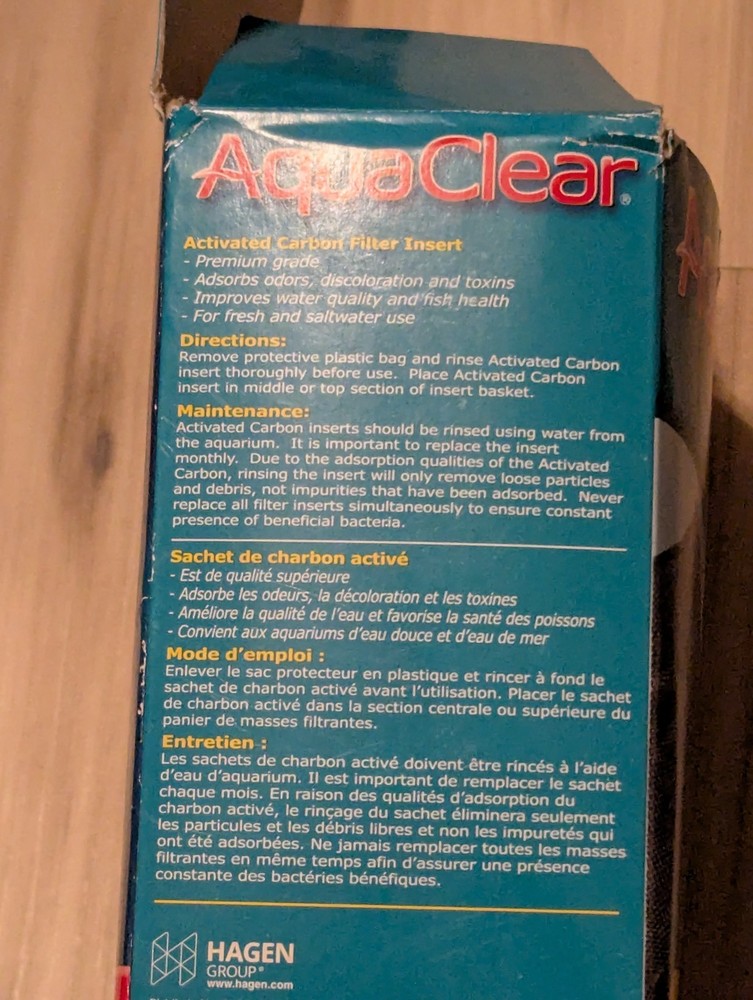 AquaClear®
Activated Carbon Filter Insert
- Premium grade
- Adsorbs odors, discoloration and toxins
- Improves water quality and fish health
- For fresh and saltwater use
Directions:
Remove protective plastic bag and rinse Activated Carbon
insert thoroughly before use. Place Activated Carbon
insert in middle or top section of insert basket.
Maintenance:
Activated Carbon inserts should be rinsed using water from
the aquarium. It is important to replace the insert
monthly. Due to the adsorption qualities of the Activated
Carbon, rinsing the insert will only remove loose particles
and debris, not impurities that have been adsorbed. Never
replace all filter inserts simultaneously to ensure constant
presence of beneficial bacteria.
Sachet de charbon activé
- Est de qualité supérieure
- Adsorbe les odeurs, la décoloration et les toxines
- Améliore la qualité de l'eau et favorise la santé des poissons
- Convient aux aquariums d'eau douce et d'eau de mer
Mode d'emploi :
Enlever le sac protecteur en plastique et rincer à fond le
sachet de charbon activé avant l'utilisation. Placer le sachet
de charbon activé dans la section centrale ou supérieure du
panier de masses filtrantes.
Entretien :
Les sachets de charbon activé doivent être rincés à l'aide
d'eau d'aquarium. Il est important de remplacer le sachet
chaque mois. En raison des qualités d'adsorption du
charbon activé, le rinçage du sachet éliminera seulement
les particules et les débris libres et non les impuretés qui
ont été adsorbées. Ne jamais remplacer toutes les masses
filtrantes en même temps afin d'assurer une présence
constante des bactéries bénéfiques.
HAGEN
GROUP®
www.hagen.com